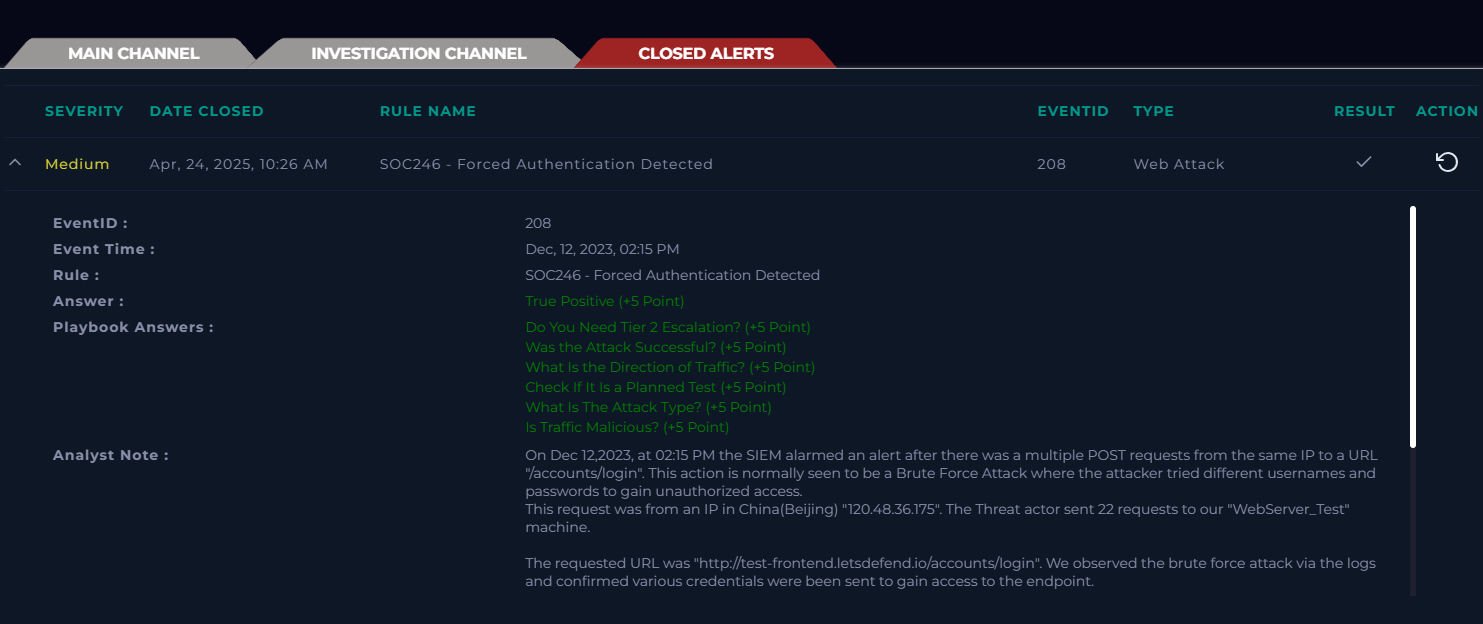 MAIN CHANNEL INVESTIGATION CHANNEL CLOSED ALERTS
SEVERITY DATE CLOSED RULE NAME EVENTID TYPE RESULT ACTION
Medium Apr, 24, 2025, 10:26 AM SOC246 - Forced Authentication Detected 208 Web Attack
EventID : 208
Event Time : Dec, 12, 2023, 02:15 PM
Rule : SOC246 - Forced Authentication Detected
Answer : True Positive (+5 Point)
Playbook Answers : Do You Need Tier 2 Escalation? (+5 Point)
Was the Attack Successful? (+5 Point)
What Is the Direction of Traffic? (+5 Point)
Check If It Is a Planned Test (+5 Point)
What Is The Attack Type? (+5 Point)
Is Traffic Malicious? (+5 Point)
Analyst Note : On Dec 12,2023, at 02:15 PM the SIEM alarmed an alert after there was a multiple POST requests from the same IP to a URL
"/accounts/login". This action is normally seen to be a Brute Force Attack where the attacker tried different usernames and
passwords to gain unauthorized access.
This request was from an IP in China(Beijing) "120.48.36.175". The Threat actor sent 22 requests to our "WebServer_Test"
machine.
The requested URL was "http://test-frontend.letsdefend.io/accounts/login". We observed the brute force attack via the logs
and confirmed various credentials were been sent to gain access to the endpoint.